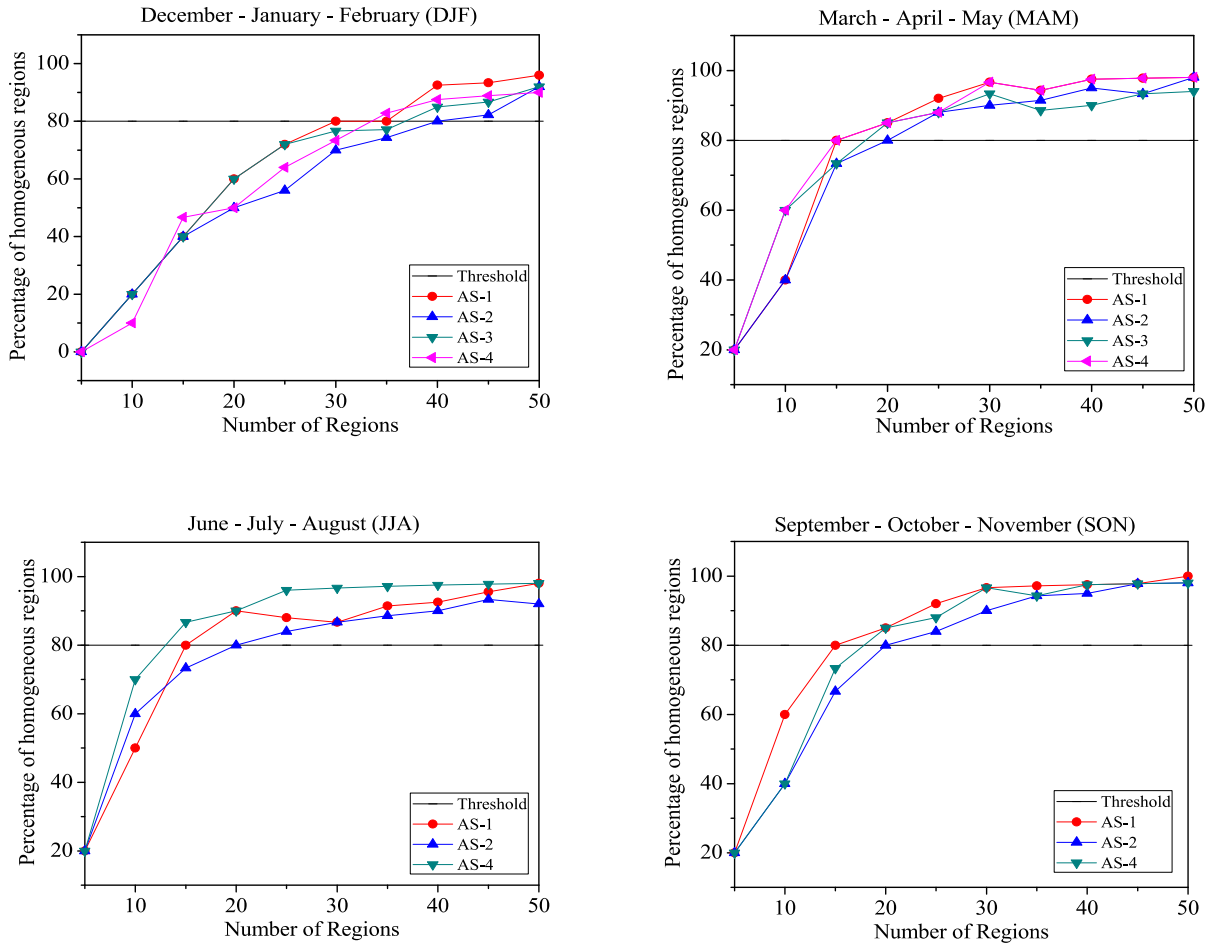 December - January - February (DJF)
Percentage of homogeneous regions
100
80
60
40
20
0
Threshold
AS-1
AS-2
AS-3
AS-4
10 20 30 40 50
Number of Regions
March - April - May (MAM)
Percentage of homogeneous regions
100
80
60
40
20
Threshold
AS-1
AS-2
AS-3
AS-4
10 20 30 40 50
Number of Regions
June - July - August (JJA)
Percentage of homogeneous regions
100
80
60
40
20
Threshold
AS-1
AS-2
AS-4
10 20 30 40 50
Number of Regions
September - October - November (SON)
Percentage of homogeneous regions
100
80
60
40
20
Threshold
AS-1
AS-2
AS-4
10 20 30 40 50
Number of Regions